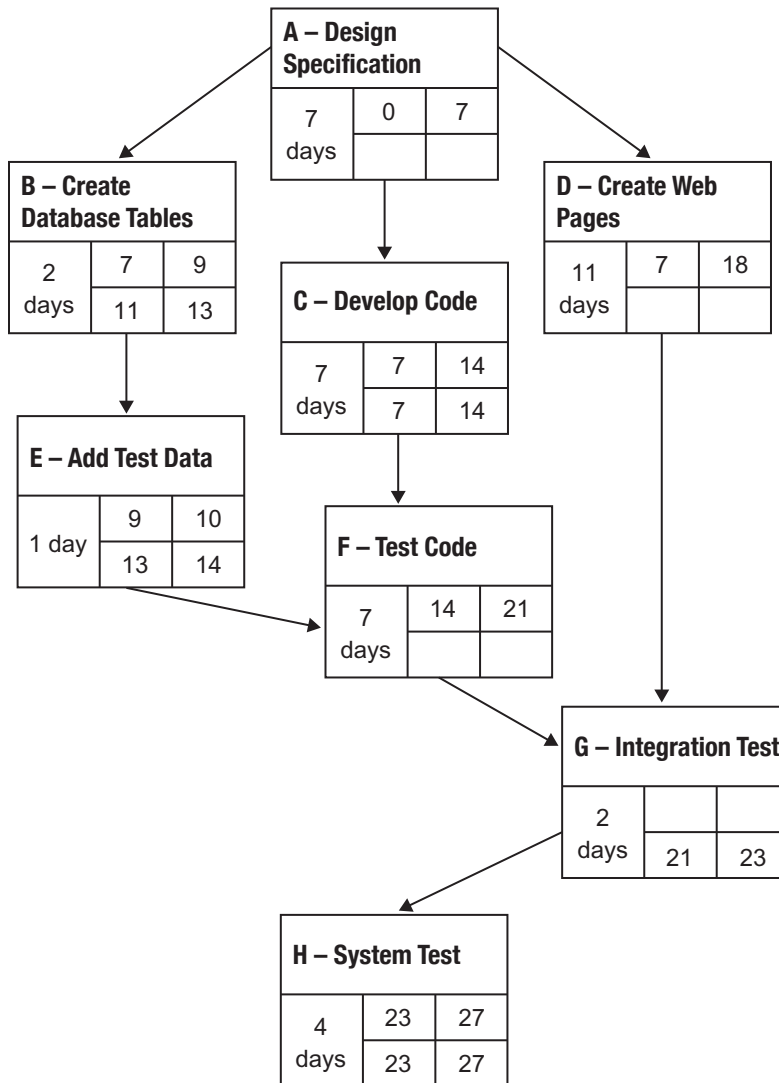 A – Design
Specification
7
days
0
7
B – Create
Database Tables
2
days
7
9
11
13
D – Create Web
Pages
11
days
7
18
C – Develop Code
7
days
7
14
7
14
E – Add Test Data
1 day
9
10
13
14
F – Test Code
7
days
14
21
G – Integration Test
2
days
21
23
H – System Test
4
days
23
27
23
27